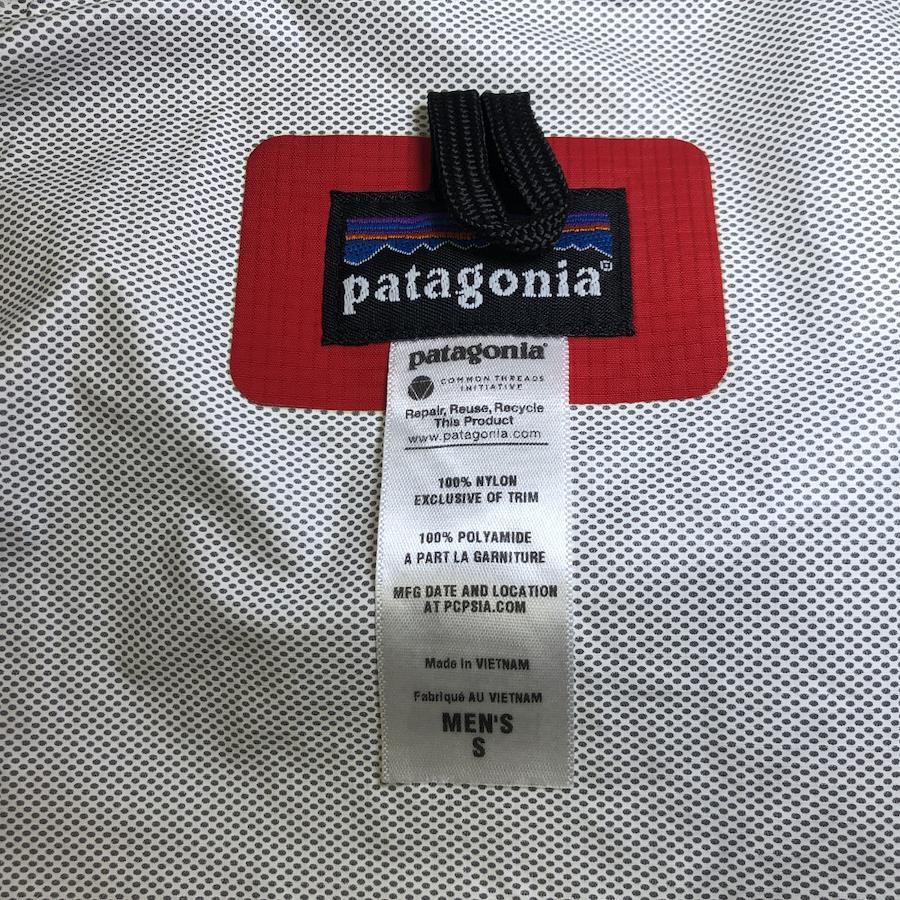 patagonia®
patagonia®
COMMON THREADS
INITIATIVE
Repair, Reuse, Recycle
This Product
www.patagonia.com
100% NYLON
EXCLUSIVE OF TRIM
100% POLYAMIDE
A PART LA GARNITURE
MFG DATE AND LOCATION
AT PCPSIA.COM
Made in VIETNAM
Fabriqué AU VIETNAM
MEN'S
S